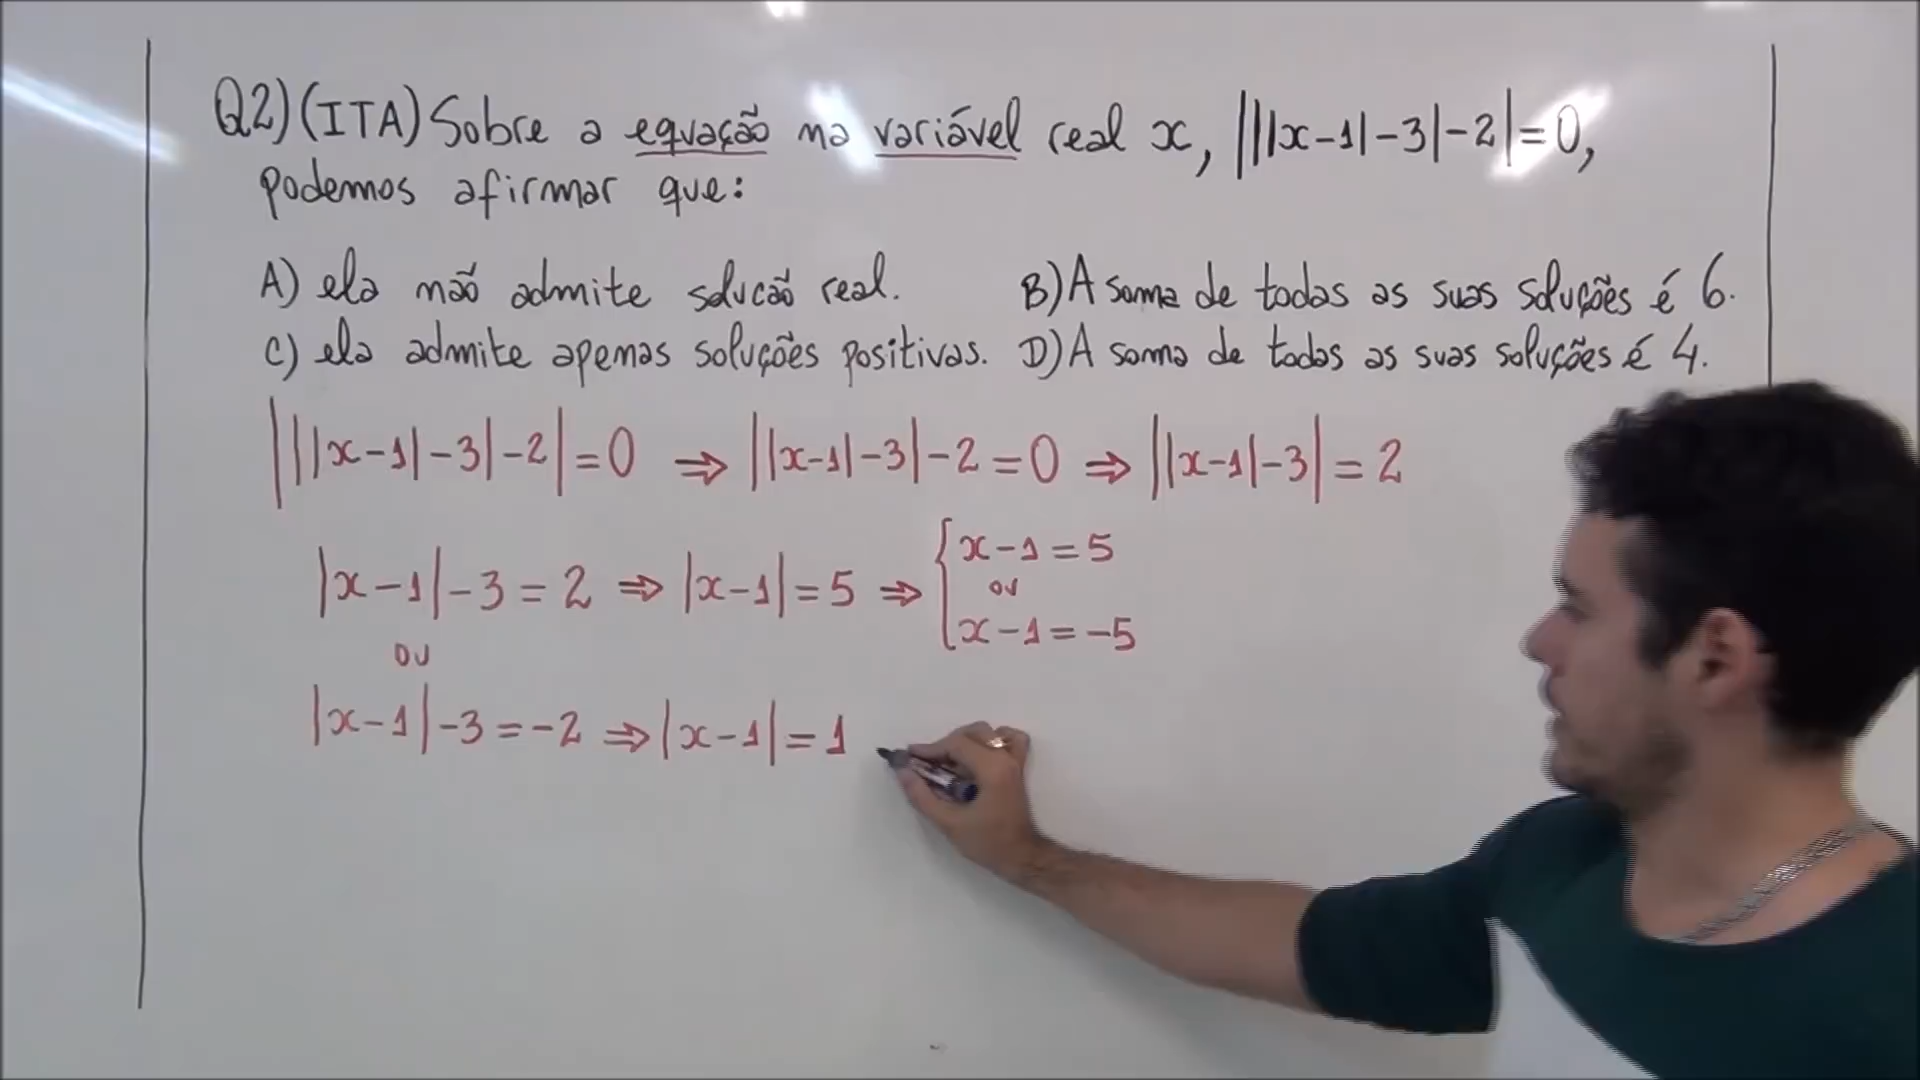 Q2) (ITA) Sobre a equação na variável real x, |||x-1|-3|-2|=0,
podemos afirmar que:
A) ela não admite solucão real. B) A soma de todas as suas soluções é 6.
C) ela admite apenas soluções positivas. D) A soma de todas as suas soluções é 4.
|||x-1|-3|-2|=0 ⇒ ||x-1|-3|-2=0 ⇒ ||x-1|-3|=2
|x-1|-3=2 ⇒ |x-1|=5 ⇒ { x-1=5
ou
x-1=-5
ou
|x-1|-3=-2 ⇒ |x-1|=1